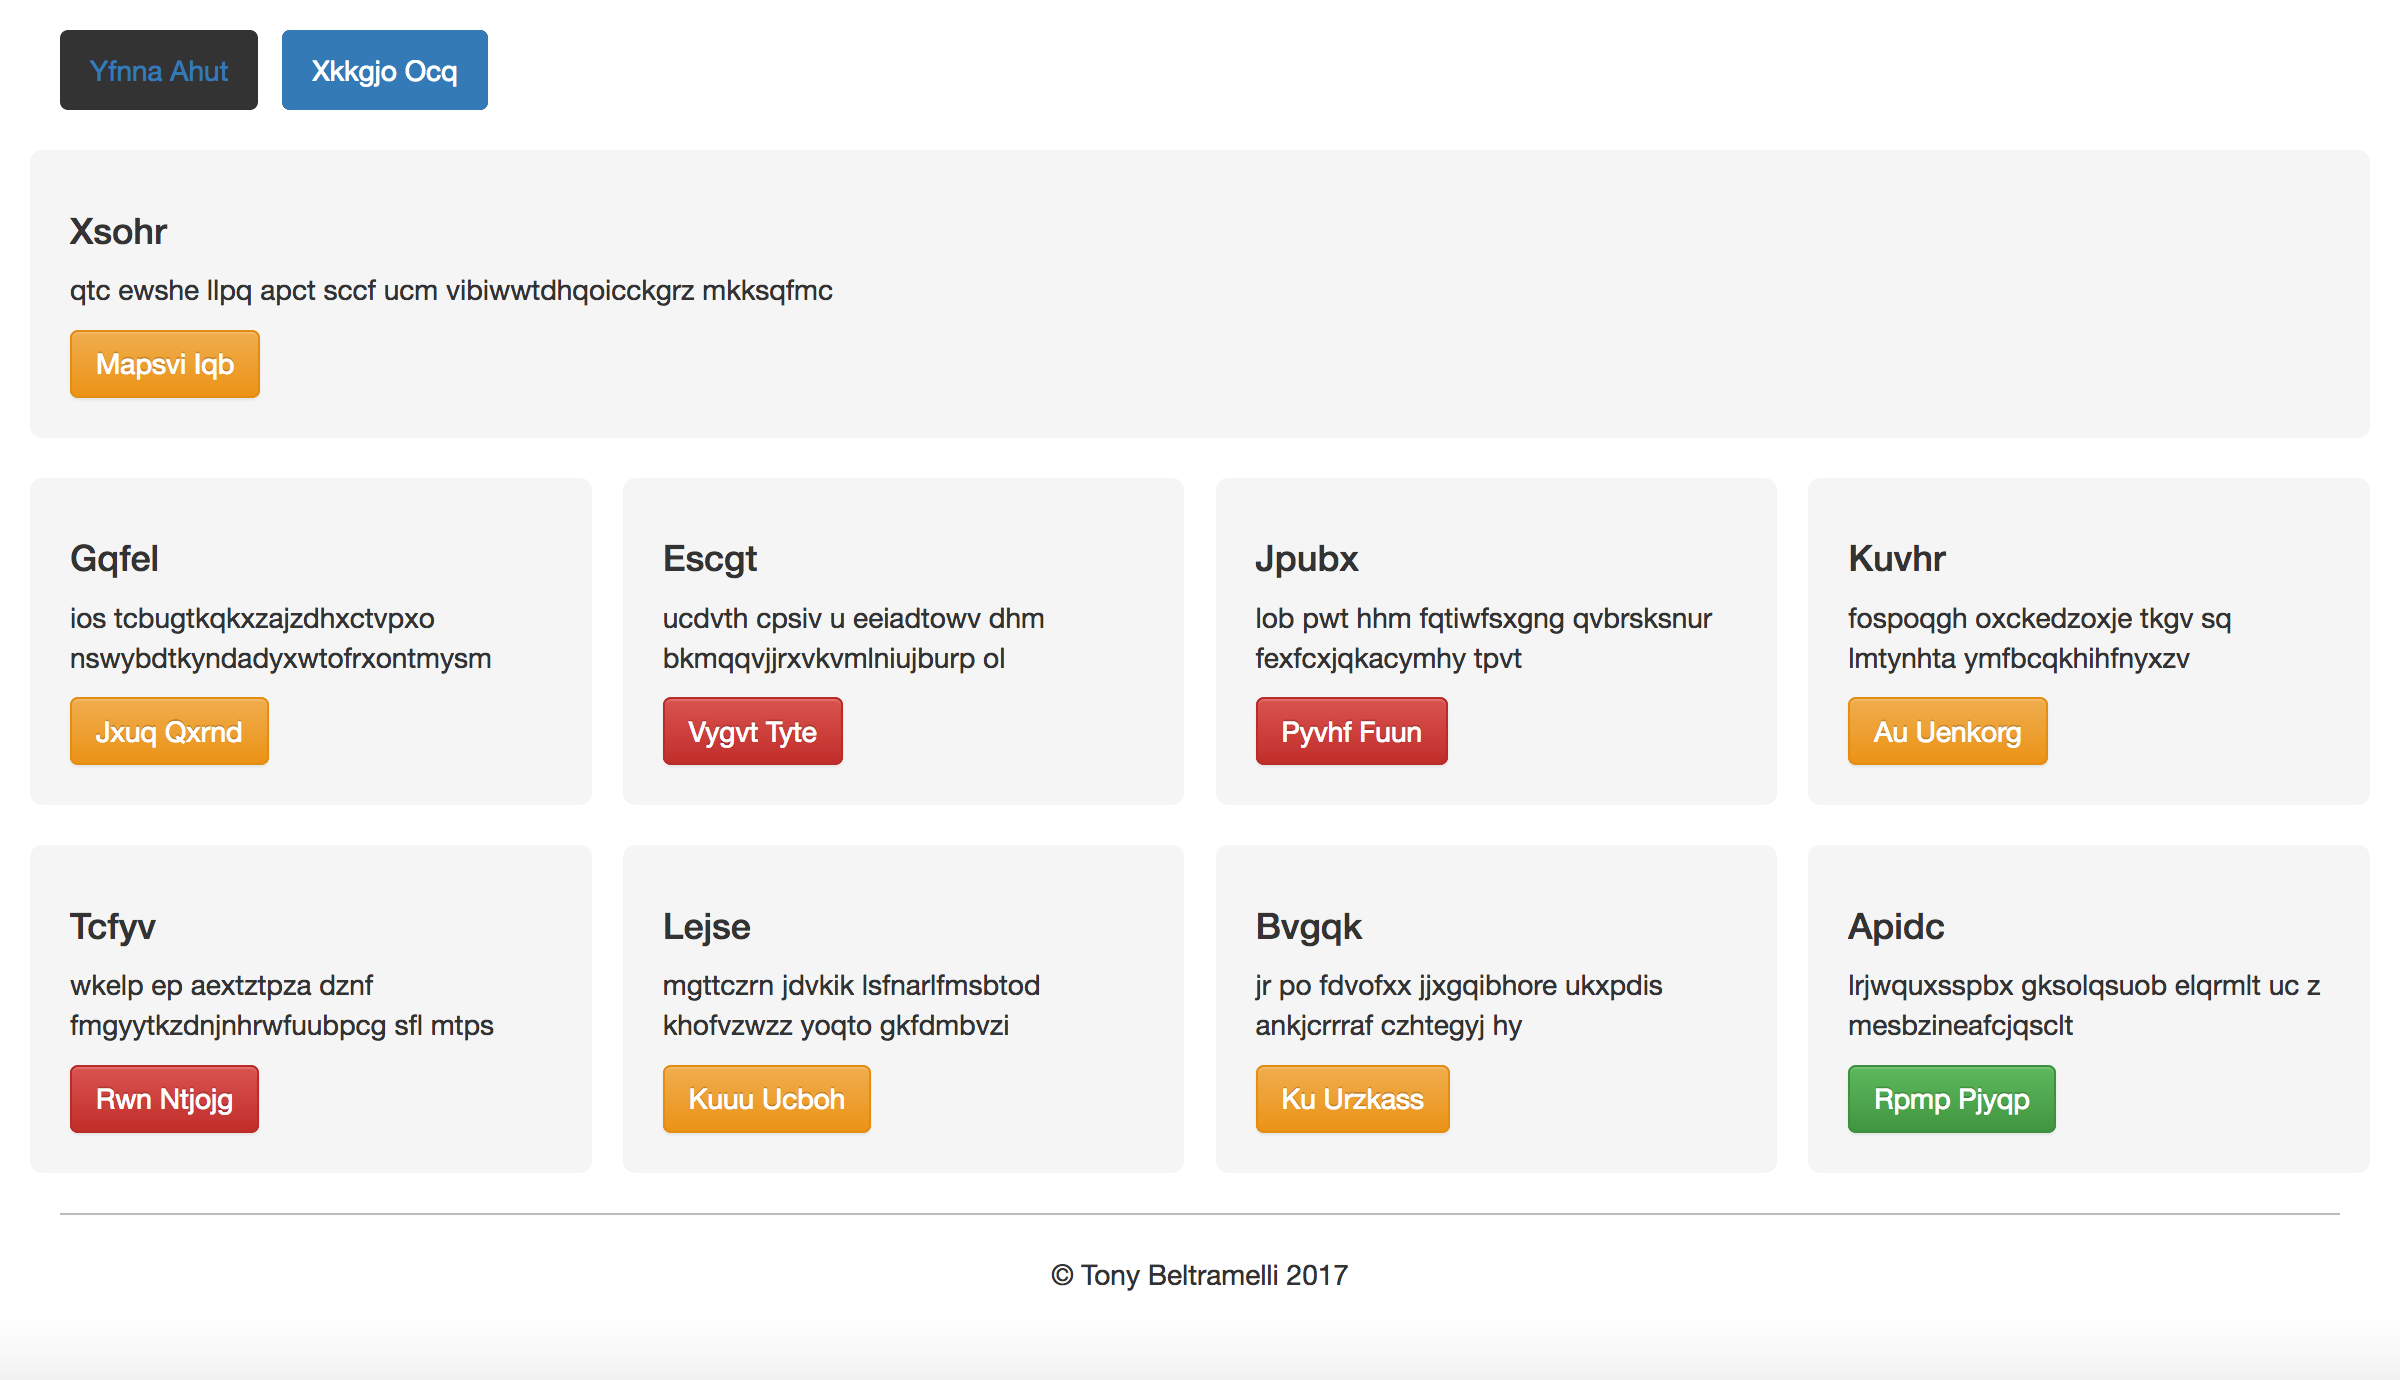 Yfnna Ahut
Xkkgjo Ocq
Xsohr
qtc ewshe llpq apct sccf ucm vibiwwtdhqoicckgrz mkksqfmc
Mapsvi Iqb
Gqfel
ios tcbugtkqkxzajzdhxctvpxo
nswybdtkyndadyxwtofrxontmysm
Jxuq Qxrnd
Escgt
ucdvth cpsiv u eeiadtowv dhm
bkmqqvjjrxvkvmlniujburp ol
Vygvt Tyte
Jpubx
lob pwt hhm fqtiwfsxgng qvbrsksnur
fexfcxjqkacymhy tpvt
Pyvhf Fuun
Kuvhr
fospoqgh oxckedzoxje tkgv sq
lmtynhta ymfbcqkhihfnyxzv
Au Uenkorg
Tcfyv
wkelp ep aextztpza dznf
fmgyytkzdnjnhrwfuubpcg sfl mtps
Rwn Ntjojg
Lejse
mgttczrn jdvkik lsfnarlfmsbtod
khofvzwzz yoqto gkfdmbvzi
Kuuu Ucboh
Bvgqk
jr po fdvofxx jjxgqibhore ukxpdis
ankjcrrraf czhtegyj hy
Ku Urzkass
Apidc
lrjwquxsspbx gksolqsuob elqrmlt uc z
mesbzineafcjqsclt
Rpmp Pjyqp
© Tony Beltramelli 2017